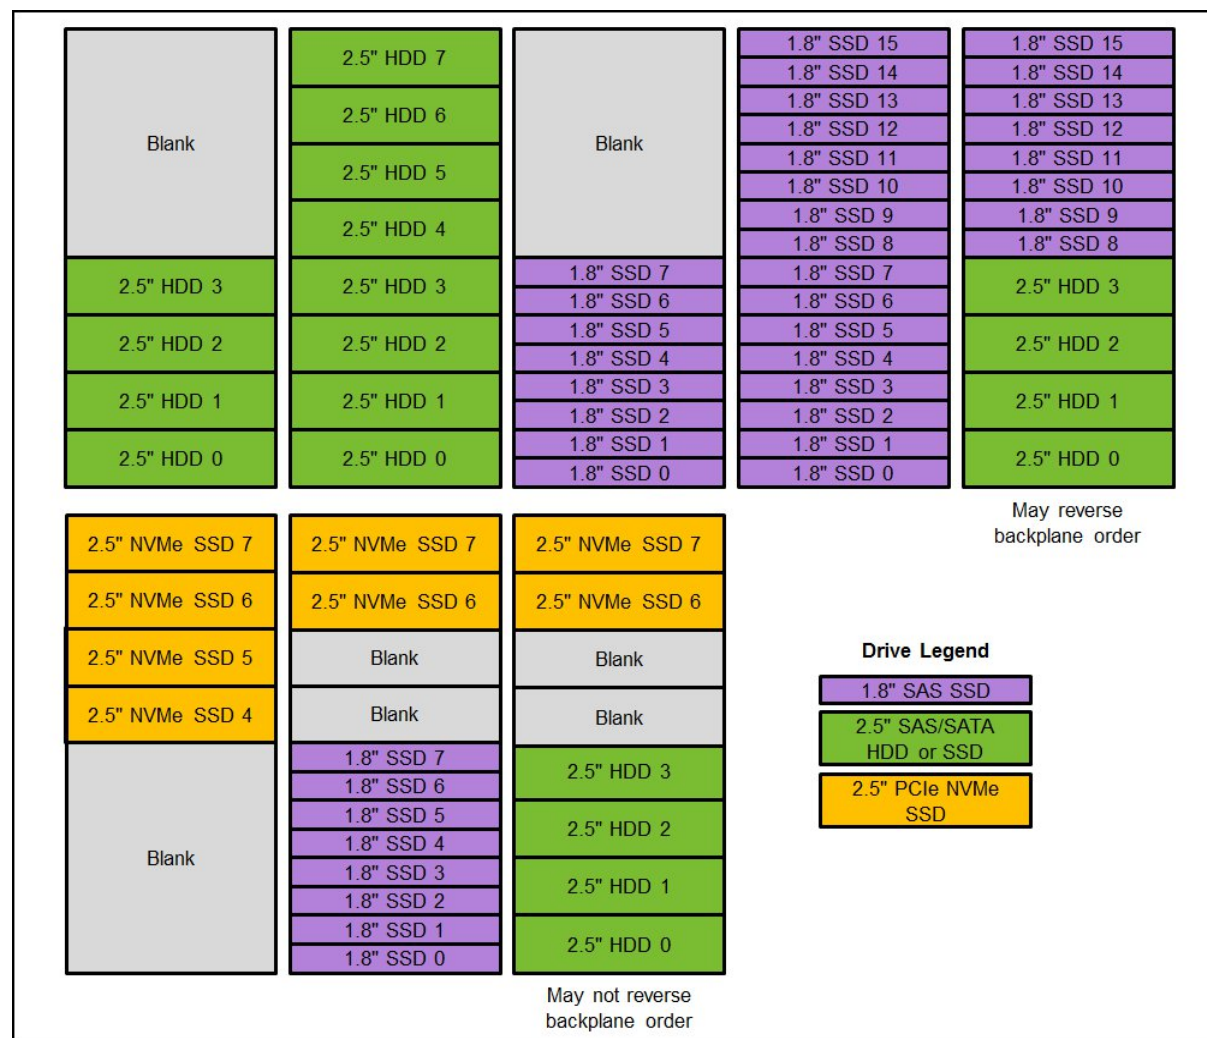 Blank
2.5" HDD 3
2.5" HDD 2
2.5" HDD 1
2.5" HDD 0
2.5" HDD 7
2.5" HDD 6
2.5" HDD 5
2.5" HDD 4
2.5" HDD 3
2.5" HDD 2
2.5" HDD 1
2.5" HDD 0
Blank
1.8" SSD 7
1.8" SSD 6
1.8" SSD 5
1.8" SSD 4
1.8" SSD 3
1.8" SSD 2
1.8" SSD 1
1.8" SSD 0
1.8" SSD 15
1.8" SSD 14
1.8" SSD 13
1.8" SSD 12
1.8" SSD 11
1.8" SSD 10
1.8" SSD 9
1.8" SSD 8
1.8" SSD 7
1.8" SSD 6
1.8" SSD 5
1.8" SSD 4
1.8" SSD 3
1.8" SSD 2
1.8" SSD 1
1.8" SSD 0
1.8" SSD 15
1.8" SSD 14
1.8" SSD 13
1.8" SSD 12
1.8" SSD 11
1.8" SSD 10
1.8" SSD 9
1.8" SSD 8
2.5" HDD 3
2.5" HDD 2
2.5" HDD 1
2.5" HDD 0
May reverse
backplane order
2.5" NVMe SSD 7
2.5" NVMe SSD 6
2.5" NVMe SSD 5
2.5" NVMe SSD 4
Blank
2.5" NVMe SSD 7
2.5" NVMe SSD 6
Blank
Blank
1.8" SSD 7
1.8" SSD 6
1.8" SSD 5
1.8" SSD 4
1.8" SSD 3
1.8" SSD 2
1.8" SSD 1
1.8" SSD 0
2.5" NVMe SSD 7
2.5" NVMe SSD 6
Blank
Blank
2.5" HDD 3
2.5" HDD 2
2.5" HDD 1
2.5" HDD 0
May not reverse
backplane order
Drive Legend
1.8" SAS SSD
2.5" SAS/SATA
HDD or SSD
2.5" PCIe NVMe
SSD